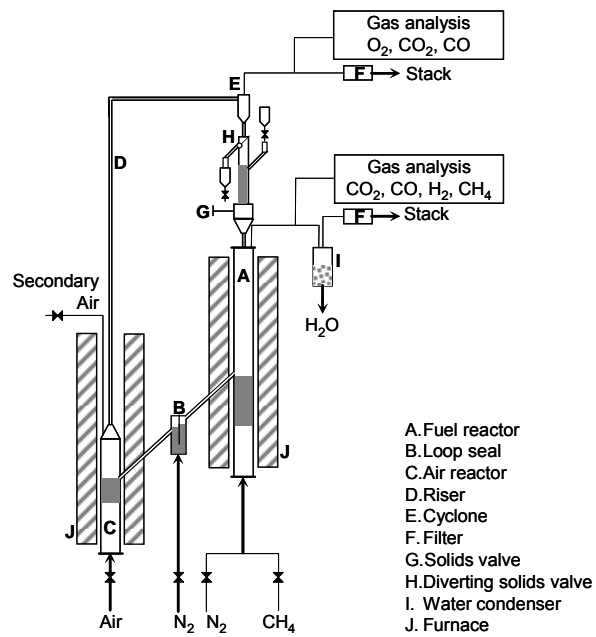 Gas analysis
O2, CO2, CO
F
Stack
E
H
D
Gas analysis
CO2, CO, H2, CH4
G
F
Stack
A
I
Secondary
Air
H2O
B
J
C
J
A.Fuel reactor
B.Loop seal
C.Air reactor
D.Riser
E.Cyclone
F.Filter
G.Solids valve
H.Diverting solids valve
I. Water condenser
J. Furnace
Air
N2
N2
CH4